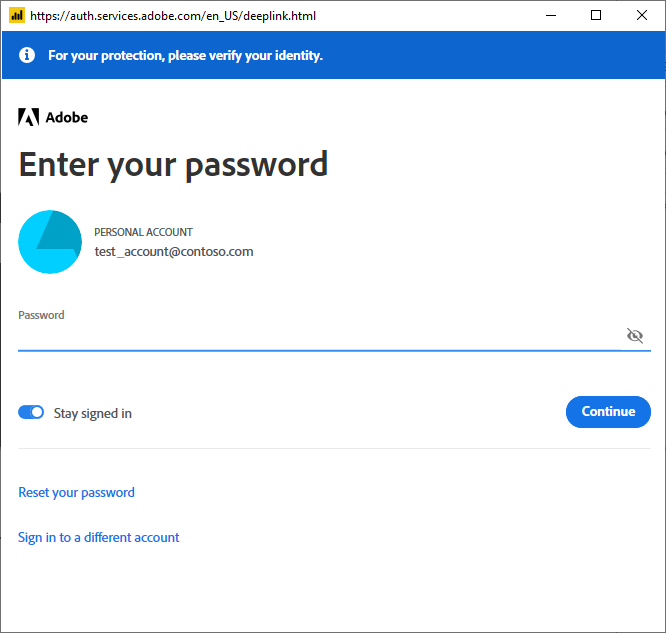 https://auth.services.adobe.com/en_US/deeplink.html
For your protection, please verify your identity.
Adobe
Enter your password
PERSONAL ACCOUNT
test_account@contoso.com
Password
Stay signed in
Continue
Reset your password
Sign in to a different account